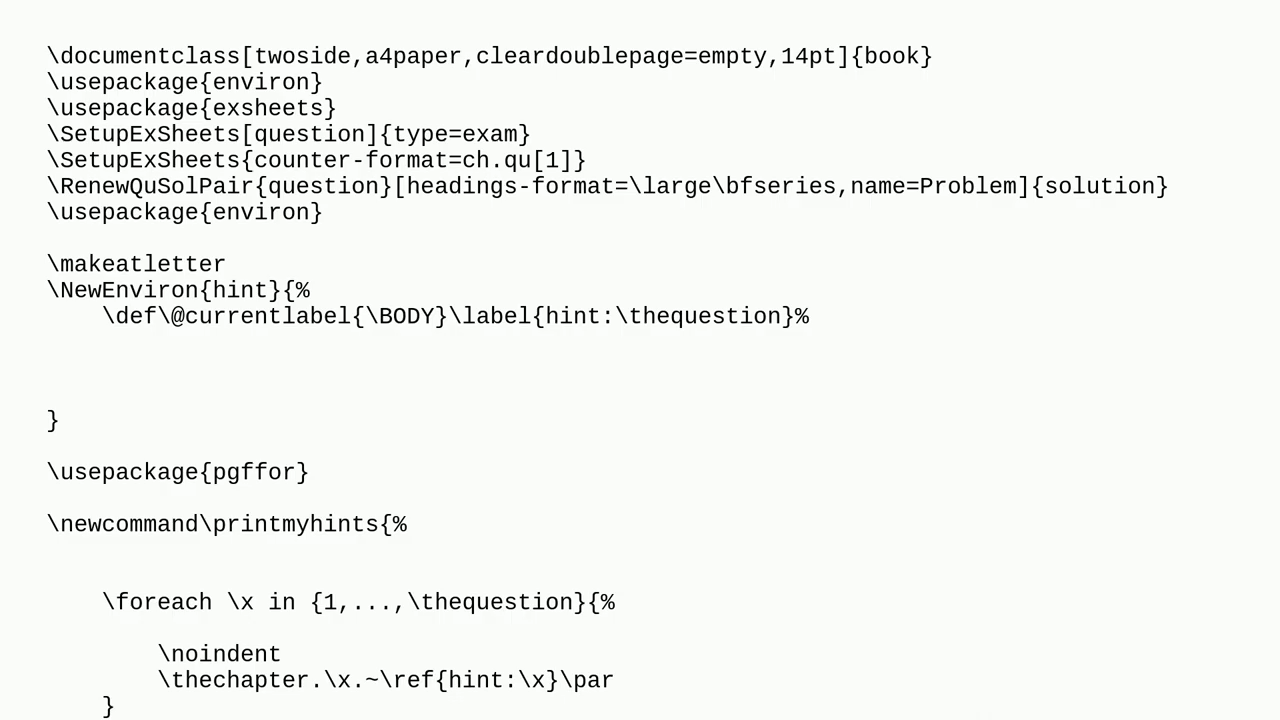 \documentclass[twoside,a4paper,cleardoublepage=empty,14pt]{book}
\usepackage{environ}
\usepackage{exsheets}
\SetupExSheets[question]{type=exam}
\SetupExSheets{counter-format=ch.qu[1]}
\RenewQuSolPair{question}[headings-format=\large\bfseries,name=Problem]{solution}
\usepackage{environ}
\makeatletter
\NewEnviron{hint}{%
    \def\@currentlabel{\BODY}\label{hint:\thequestion}%
}
\usepackage{pgffor}
\newcommand\printmyhints{%
    \foreach \x in {1,...,\thequestion}{%
        \noindent
        \thechapter.\x.~\ref{hint:\x}\par
    }